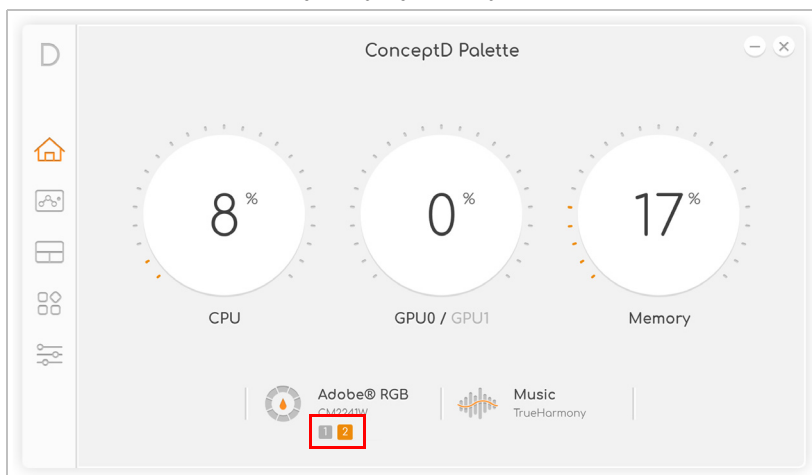 D
ConceptD Palette
8 %
0 %
17 %
CPU
GPU0 / GPU1
Memory
Adobe® RGB
CM2241W
1 2
Music
TrueHarmony